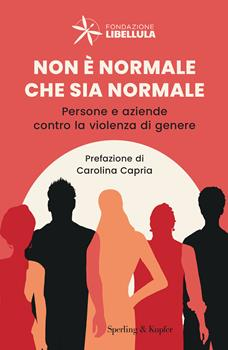 FONDAZIONE
LIBELLULA
NON È NORMALE
CHE SIA NORMALE
Persone e aziende
contro la violenza di genere
Prefazione di
Carolina Capria
Sperling & Kupfer